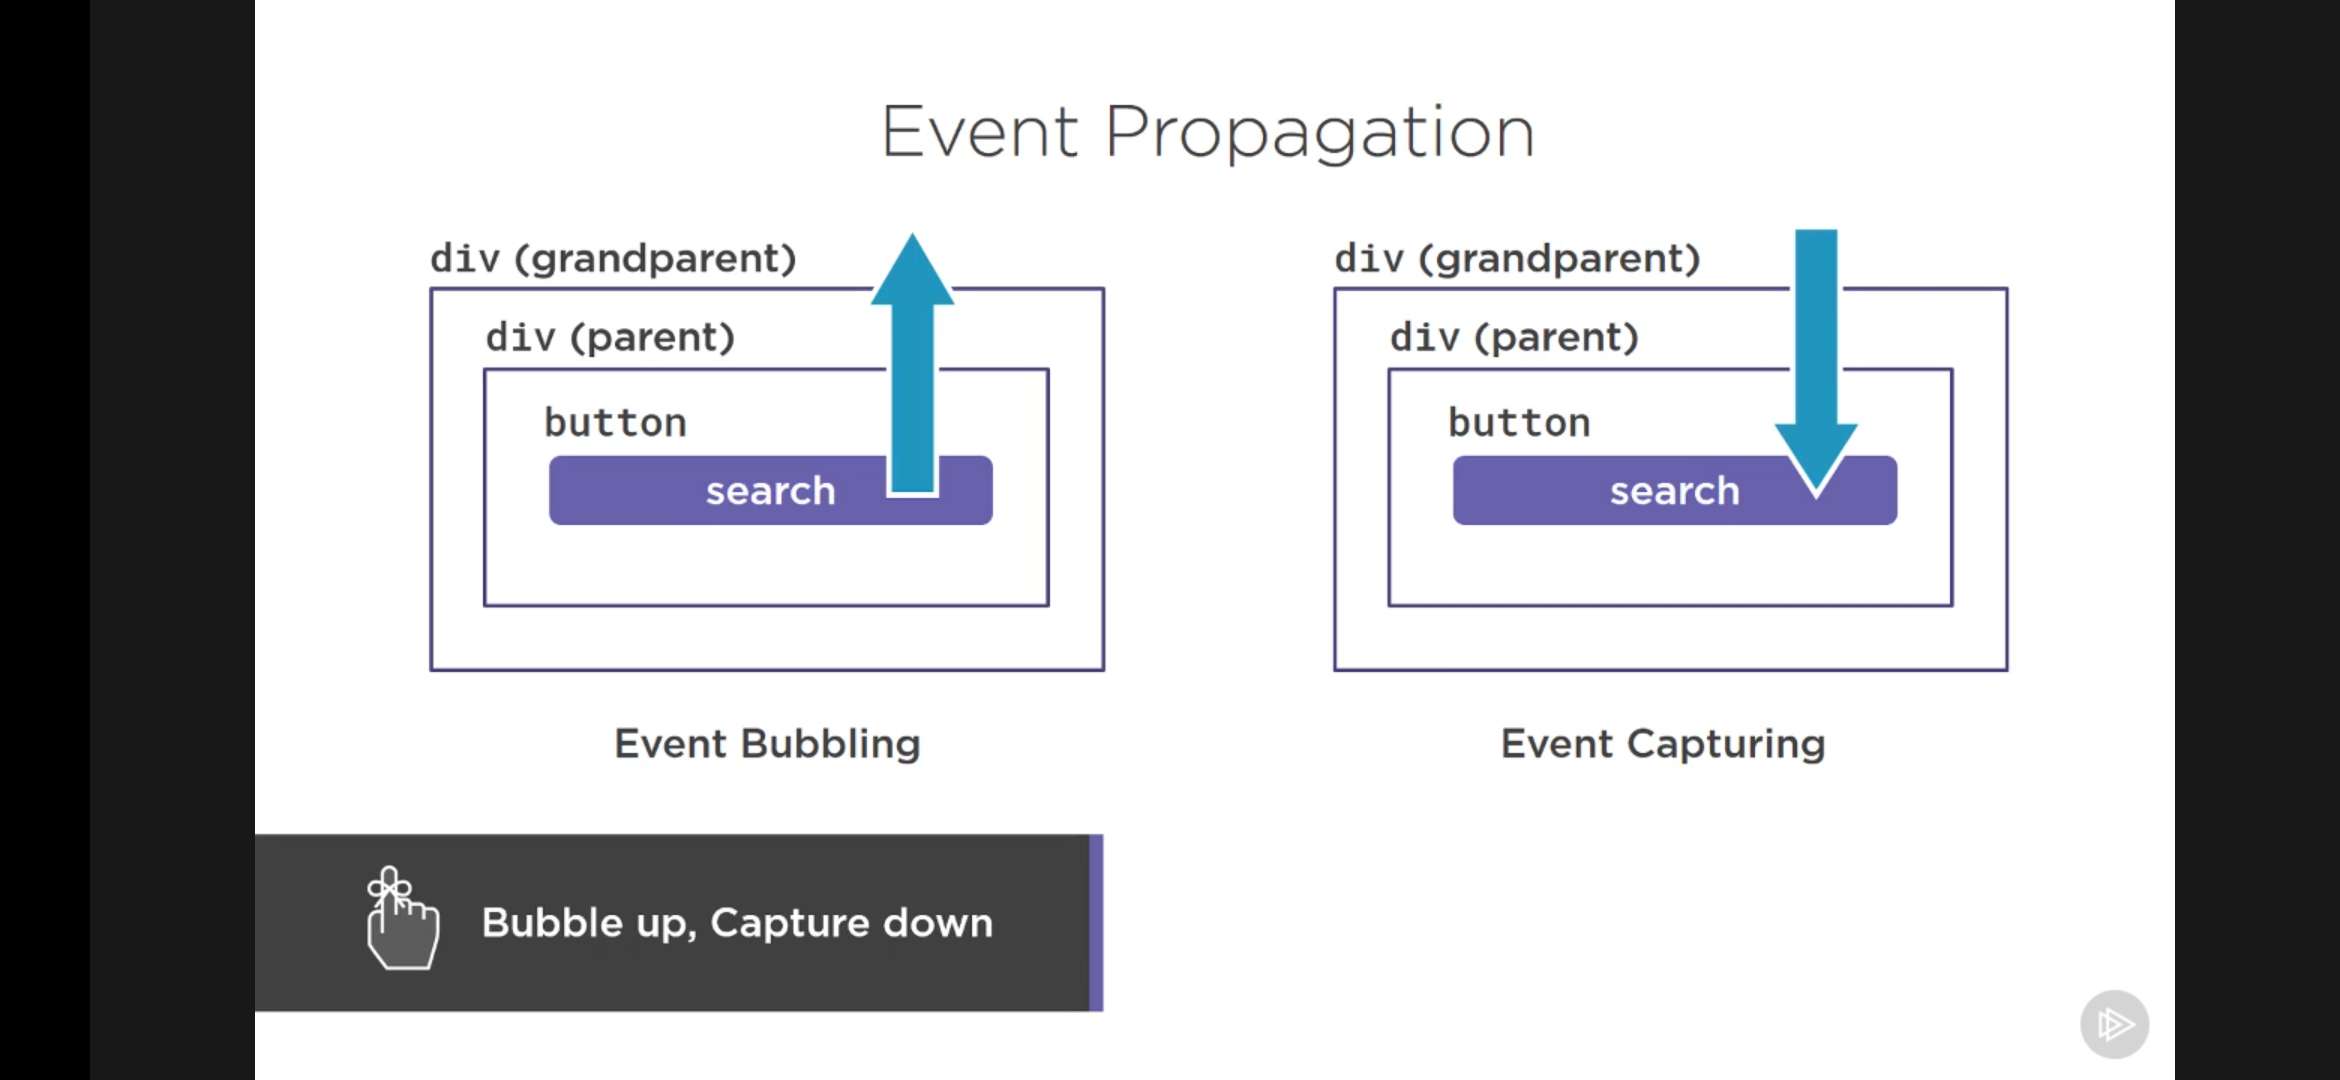 Event Propagation
div (grandparent)
div (parent)
button
search
Event Bubbling
div (grandparent)
div (parent)
button
search
Event Capturing
Bubble up, Capture down